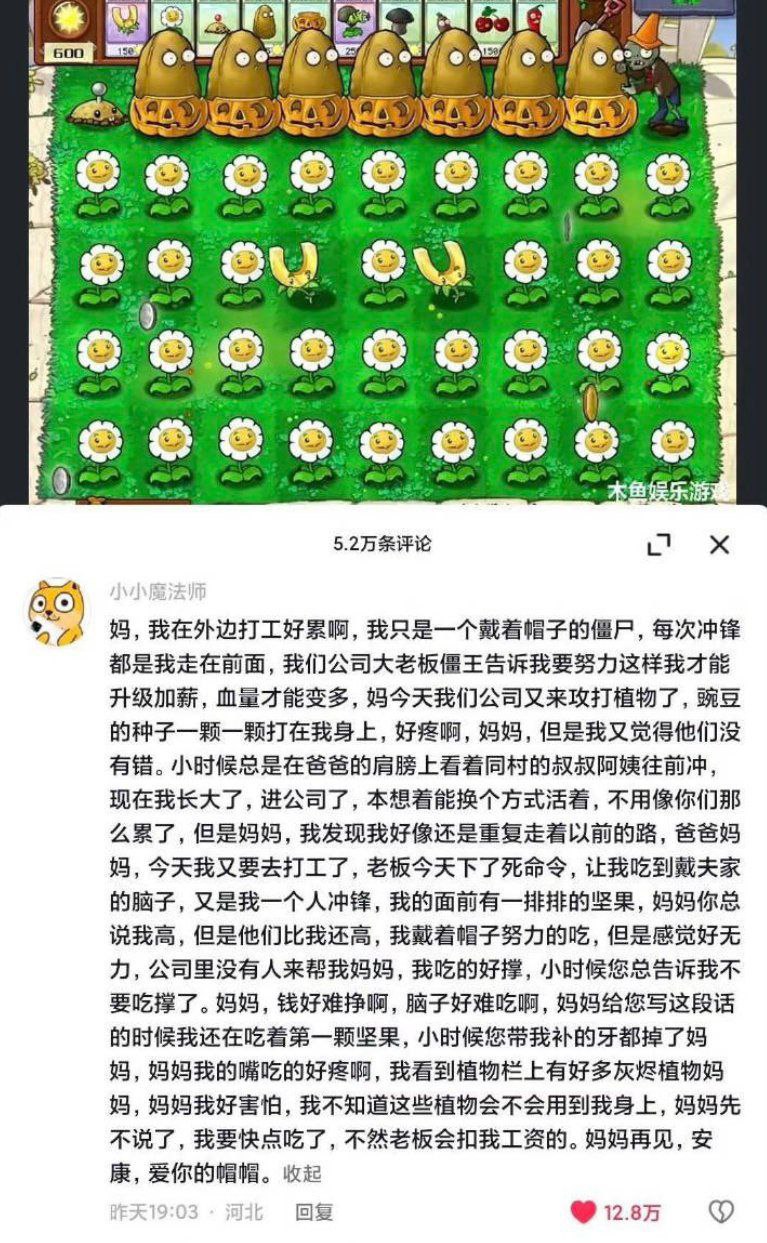 600
150
25
150
木鱼娱乐游戏
5.2万条评论
小小魔法师
妈，我在外边打工好累啊，我只是一个戴着帽子的僵尸，每次冲锋
都是我走在前面，我们公司大老板僵王告诉我要努力这样我才能
升级加薪，血量才能变多，妈今天我们公司又来攻打植物了，豌豆
的种子一颗一颗打在我身上，好疼啊，妈妈，但是我又觉得他们没
有错。小时候总是在爸爸的肩膀上看着同村的叔叔阿姨往前冲，
现在我长大了，进公司了，本想着能换个方式活着，不用像你们那
么累了，但是妈妈，我发现我好像还是重复走着以前的路，爸爸妈
妈，今天我又要去打工了，老板今天下了死命令，让我吃到戴夫家
的脑子，又是我一个人冲锋，我的面前有一排排的坚果，妈妈你总
说我高，但是他们比我还高，我戴着帽子努力的吃，但是感觉好无
力，公司里没有人来帮我妈妈，我吃的好撑，小时候您总告诉我不
要吃撑了。妈妈，钱好难挣啊，脑子好难吃啊，妈妈给您写这段话
的时候我还在吃着第一颗坚果，小时候您带我补的牙都掉了妈
妈，妈妈我的嘴吃的好疼啊，我看到植物栏上有好多灰烬植物妈
妈，妈妈我好害怕，我不知道这些植物会不会用到我身上，妈妈先
不说了，我要快点吃了，不然老板会扣我工资的。妈妈再见，安
康，爱你的帽帽。收起
昨天19:03 · 河北 回复 12.8万